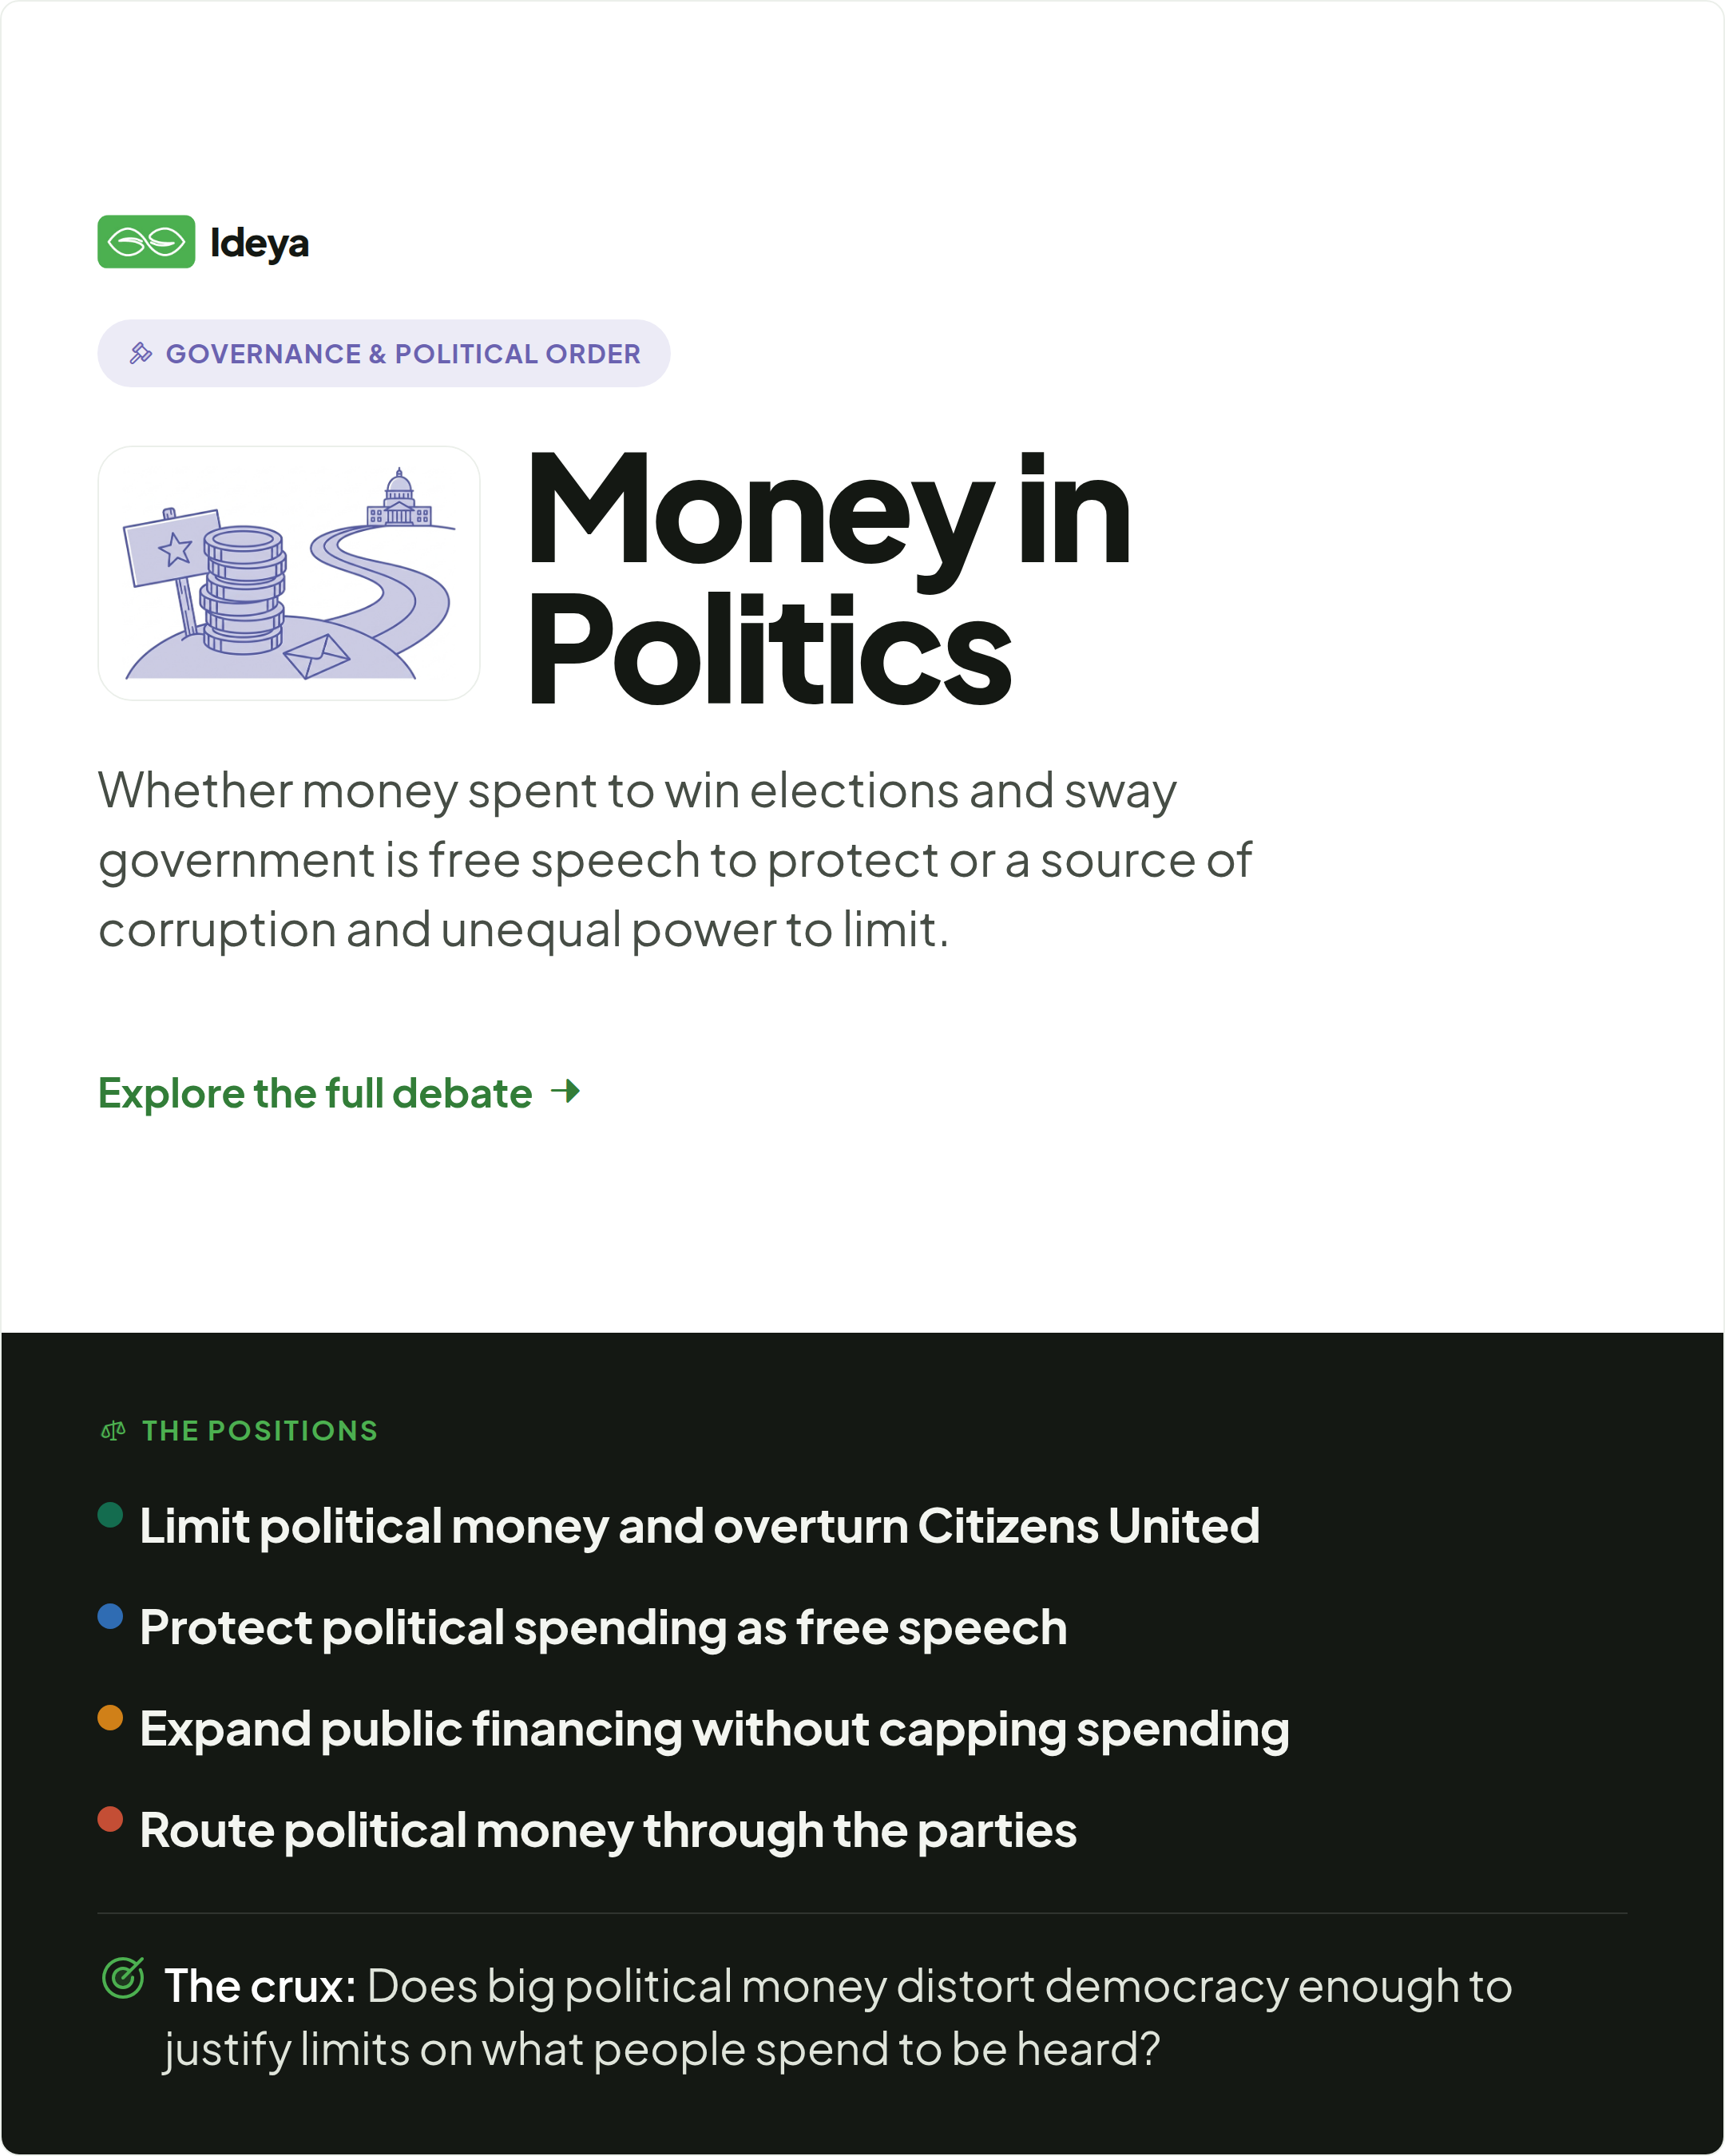 Ideya
GOVERNANCE & POLITICAL ORDER
Money in
Politics
Whether money spent to win elections and sway
government is free speech to protect or a source of
corruption and unequal power to limit.
Explore the full debate
THE POSITIONS
Limit political money and overturn Citizens United
Protect political spending as free speech
Expand public financing without capping spending
Route political money through the parties
The crux: Does big political money distort democracy enough to
justify limits on what people spend to be heard?